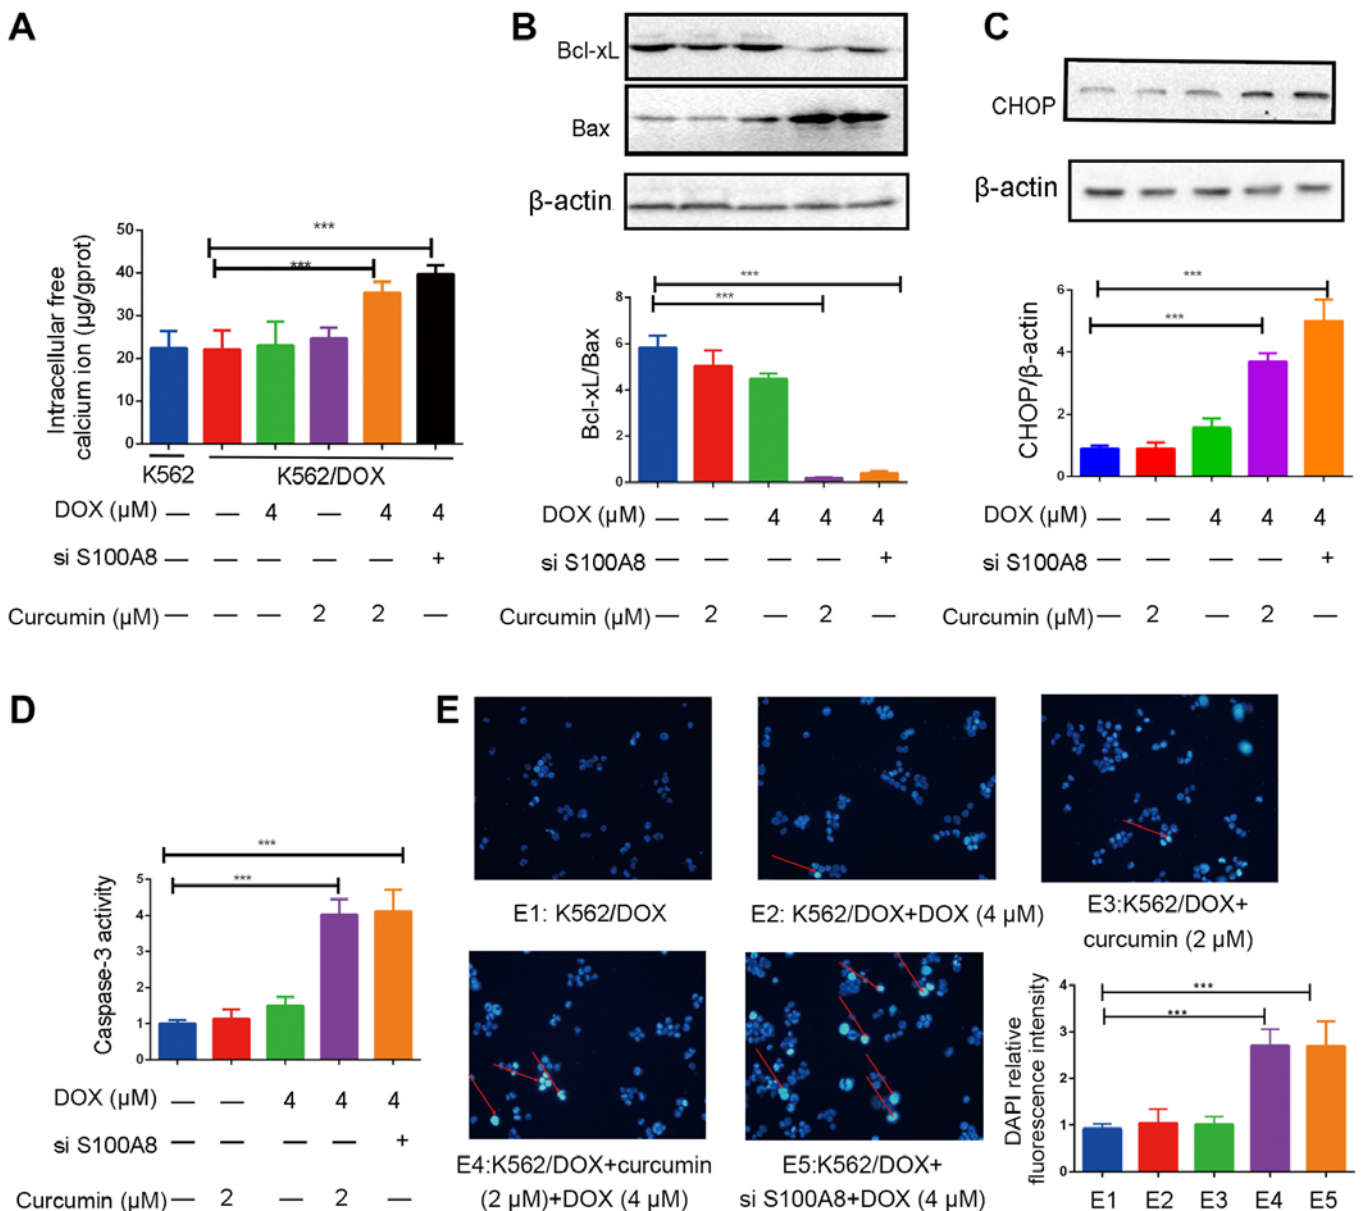 A
B
C
Bcl-xL
Bax
β-actin
CHOP
β-actin
Intracellular free
calcium ion (µg/gprot)
50
40
30
20
10
0
***
***
K562
K562/DOX
DOX (µM) — — 4 — 4 4
si S100A8 — — — — — +
Curcumin (µM) — — — 2 2 —
Bcl-xL/Bax
8
6
4
2
0
***
***
DOX (µM) — — 4 4 4
si S100A8 — — — — +
Curcumin (µM) — 2 — 2 —
CHOP/β-actin
6
4
2
0
***
***
DOX (µM) — — 4 4 4
si S100A8 — — — — +
Curcumin (µM) — 2 — 2 —
D
Caspase-3 activity
5
4
3
2
1
0
***
***
DOX (µM) — — 4 4 4
si S100A8 — — — — +
Curcumin (µM) — 2 — 2 —
E
E1: K562/DOX
E2: K562/DOX+DOX (4 µM)
E3:K562/DOX+
curcumin (2 µM)
E4:K562/DOX+curcumin
(2 µM)+DOX (4 µM)
E5:K562/DOX+
si S100A8+DOX (4 µM)
DAPI relative
fluorescence intensity
4
3
2
1
0
***
***
E1 E2 E3 E4 E5